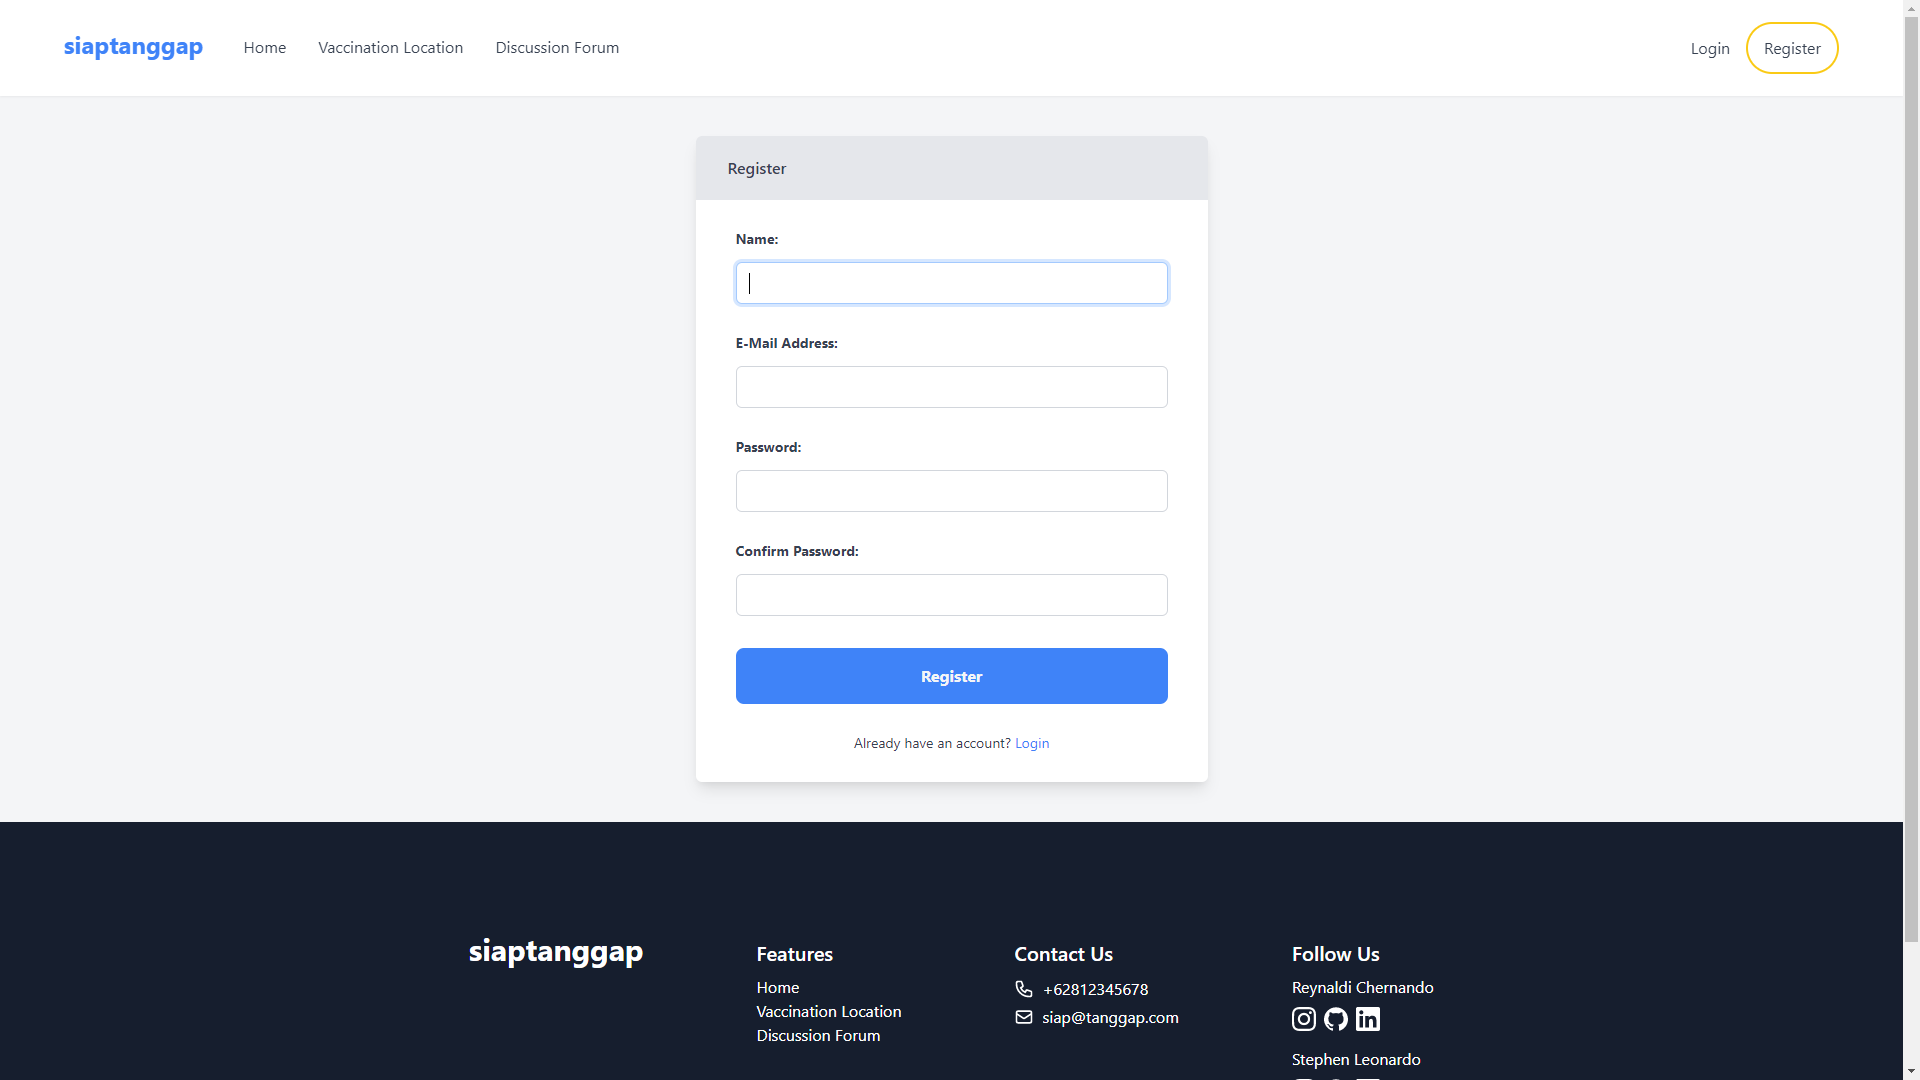 siaptanggap
Home
Vaccination Location
Discussion Forum
Login
Register
Register
Name:
E-Mail Address:
Password:
Confirm Password:
Register
Already have an account? Login
siaptanggap
Features
Home
Vaccination Location
Discussion Forum
Contact Us
+62812345678
siap@tanggap.com
Follow Us
Reynaldi Chernando
Stephen Leonardo